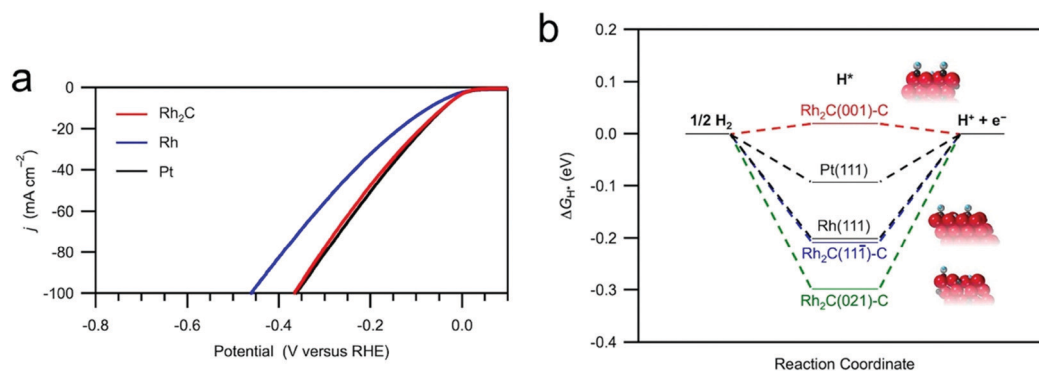 a
0
-20
-40
-60
-80
-100
j (mA cm⁻²)
Rh₂C
Rh
Pt
-0.8
-0.6
-0.4
-0.2
0.0
Potential (V versus RHE)
b
0.2
0.1
0.0
-0.1
-0.2
-0.3
-0.4
ΔG_H* (eV)
H*
1/2 H₂
Rh₂C(001)-C
H⁺ + e⁻
Pt(111)
Rh(111)
Rh₂C(111̄)-C
Rh₂C(021)-C
Reaction Coordinate